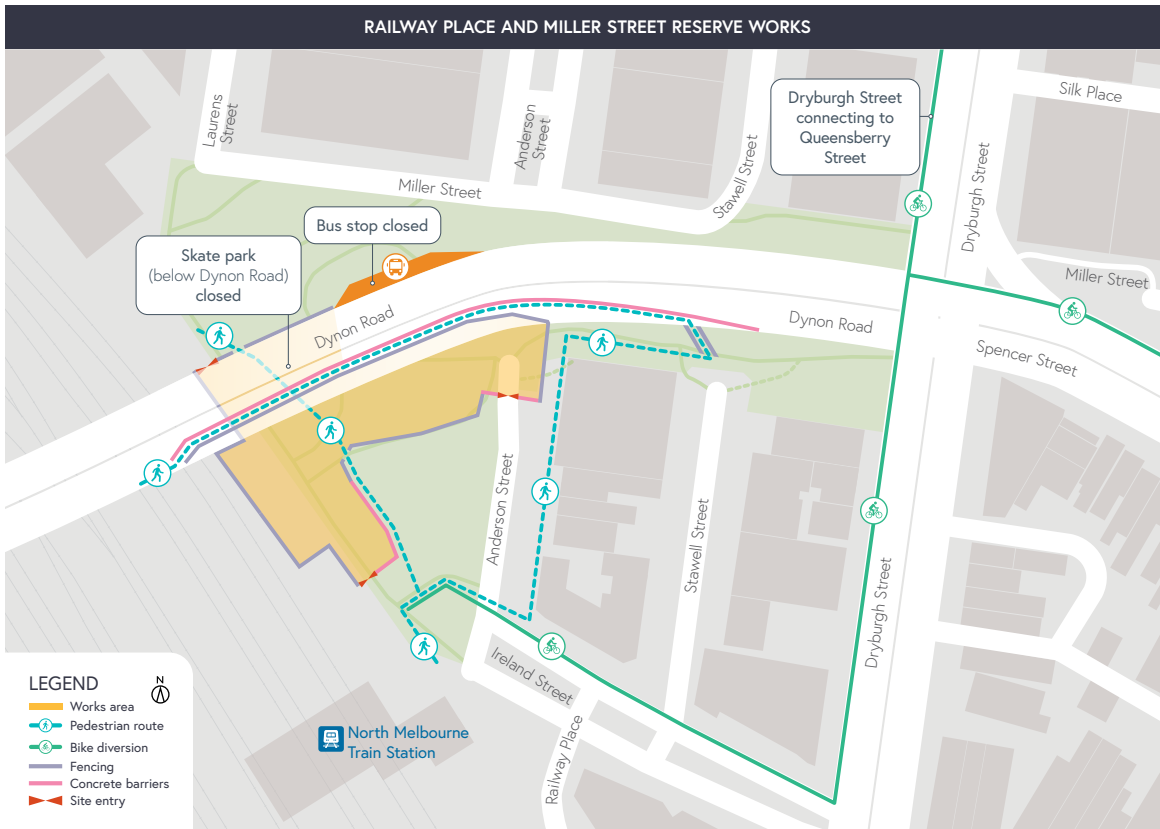 RAILWAY PLACE AND MILLER STREET RESERVE WORKS
Laurens
Street
Anderson
Street
Stawell Street
Dryburgh Street
connecting to
Queensberry
Street
Silk Place
Dryburgh Street
Miller Street
Bus stop closed
Skate park
(below Dynon Road)
closed
Miller Street
Dynon Road
Dynon Road
Spencer Street
Anderson Street
Stawell Street
Dryburgh Street
Ireland Street
Railway Place
North Melbourne
Train Station
LEGEND
N
Works area
Pedestrian route
Bike diversion
Fencing
Concrete barriers
Site entry